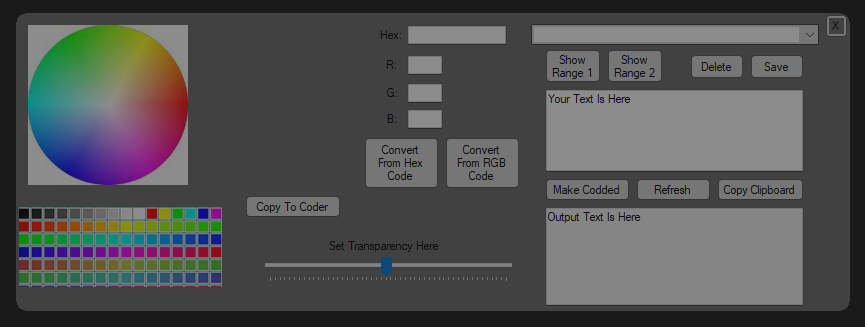 X
Hex:
R:
G:
B:
Convert
From Hex
Code
Convert
From RGB
Code
Copy To Coder
Set Transparency Here
Show
Range 1
Show
Range 2
Delete
Save
Your Text Is Here
Make Codded
Refresh
Copy Clipboard
Output Text Is Here